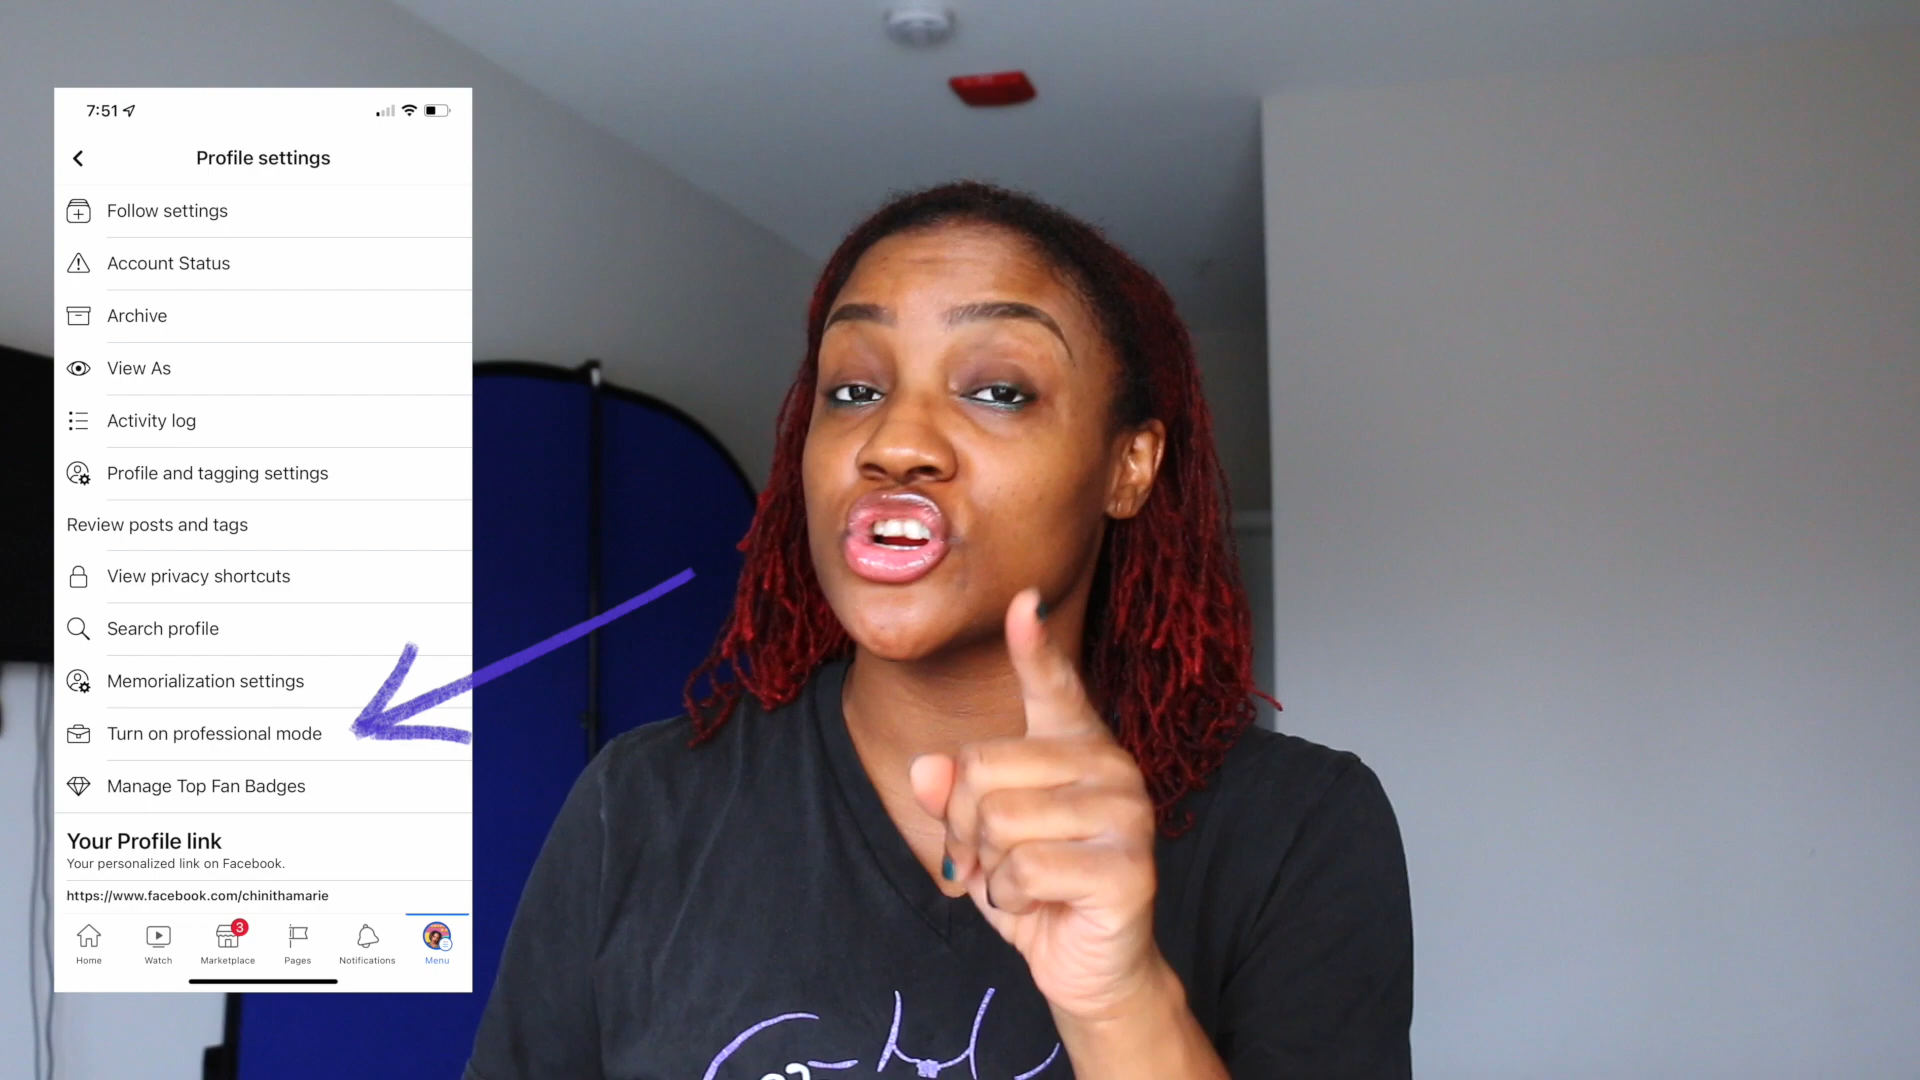 7:51
Profile settings
Follow settings
Account Status
Archive
View As
Activity log
Profile and tagging settings
Review posts and tags
View privacy shortcuts
Search profile
Memorialization settings
Turn on professional mode
Manage Top Fan Badges
Your Profile link
Your personalized link on Facebook.
https://www.facebook.com/chinithamarie
3
Home Watch Marketplace Pages Notifications Menu